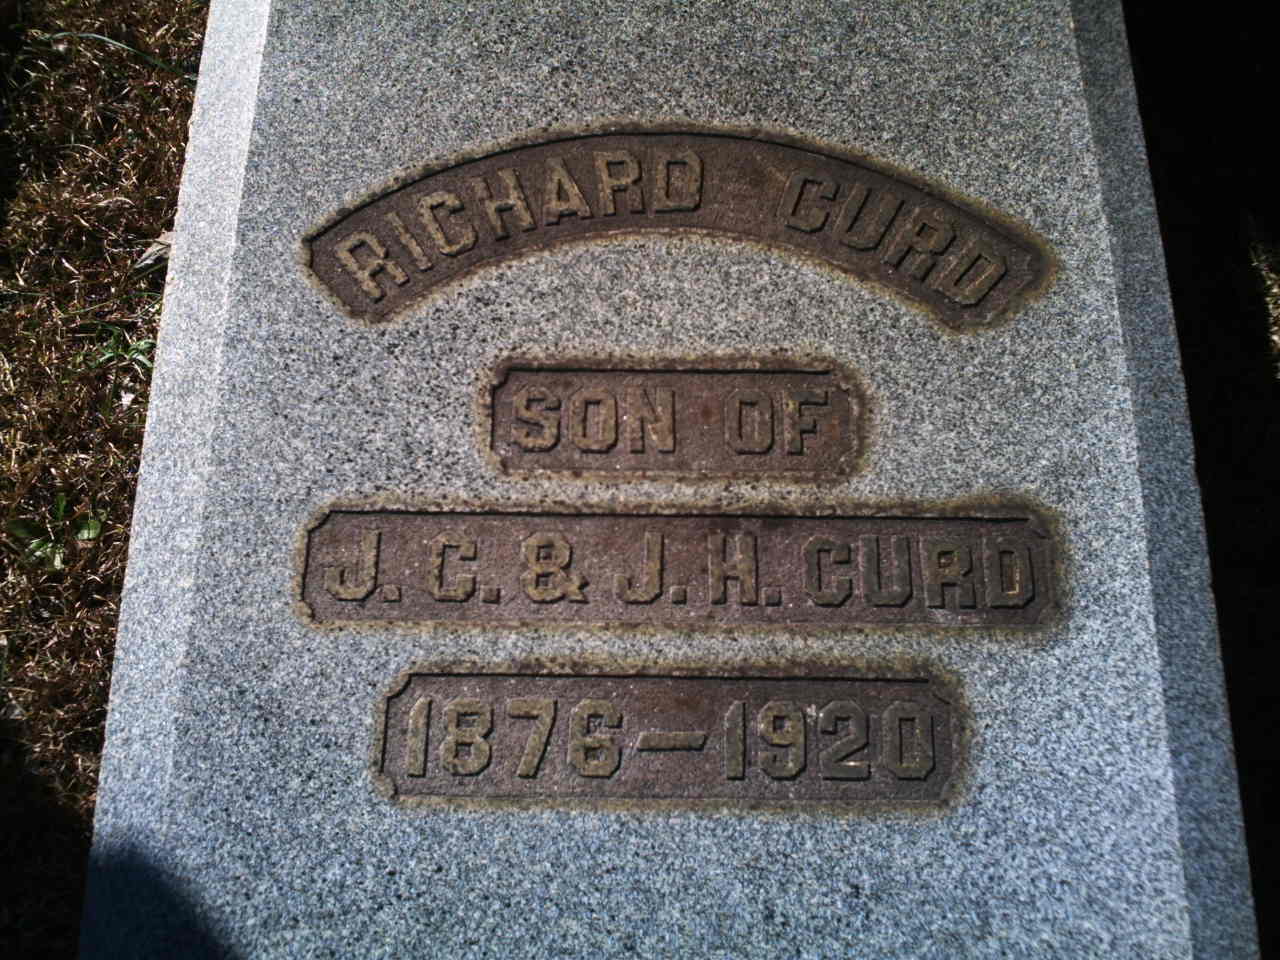 RICHARD CURD
SON OF
J. C. & J. H. CURD
1876–1920